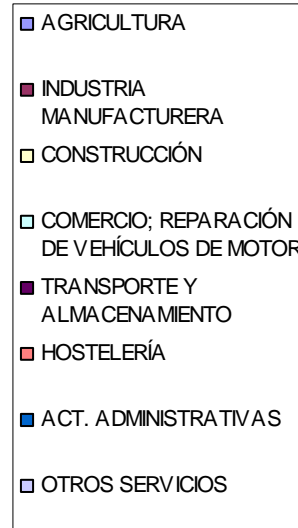 AGRICULTURA
INDUSTRIA
MANUFACTURERA
CONSTRUCCIÓN
COMERCIO; REPARACIÓN
DE VEHÍCULOS DE MOTOR
TRANSPORTE Y
ALMACENAMIENTO
HOSTELERÍA
ACT. ADMINISTRATIVAS
OTROS SERVICIOS